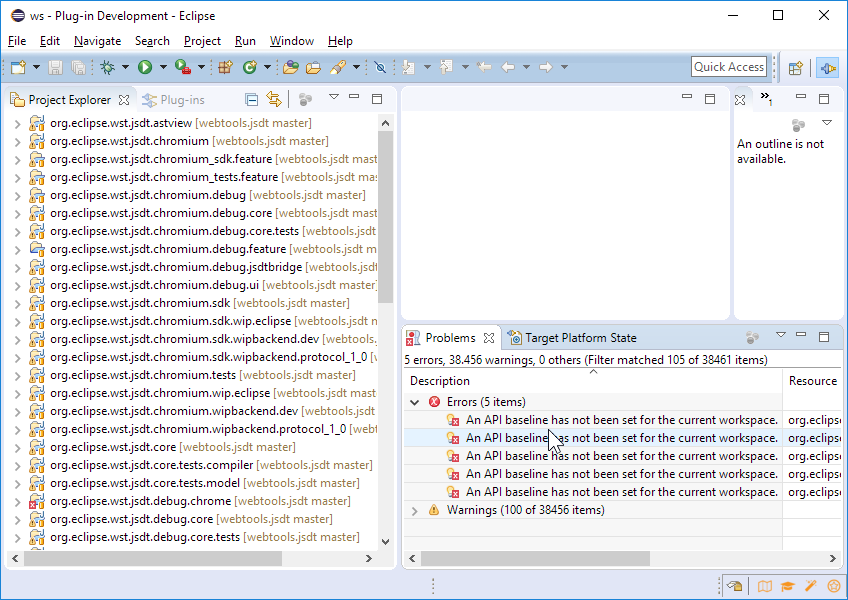 ws - Plug-in Development - Eclipse
File Edit Navigate Search Project Run Window Help
Quick Access
Project Explorer Plug-ins
org.eclipse.wst.jsdt.astview [webtools.jsdt master]
org.eclipse.wst.jsdt.chromium [webtools.jsdt master]
org.eclipse.wst.jsdt.chromium_sdk.feature [webtools.jsdt mast
org.eclipse.wst.jsdt.chromium_tests.feature [webtools.jsdt ma
org.eclipse.wst.jsdt.chromium.debug [webtools.jsdt master]
org.eclipse.wst.jsdt.chromium.debug.core [webtools.jsdt mast
org.eclipse.wst.jsdt.chromium.debug.core.tests [webtools.jsdt
org.eclipse.wst.jsdt.chromium.debug.feature [webtools.jsdt m
org.eclipse.wst.jsdt.chromium.debug.jsdtbridge [webtools.jsdt
org.eclipse.wst.jsdt.chromium.debug.ui [webtools.jsdt master]
org.eclipse.wst.jsdt.chromium.sdk [webtools.jsdt master]
org.eclipse.wst.jsdt.chromium.sdk.wip.eclipse [webtools.jsdt m
org.eclipse.wst.jsdt.chromium.sdk.wipbackend.dev [webtools.
org.eclipse.wst.jsdt.chromium.sdk.wipbackend.protocol_1_0 [w
org.eclipse.wst.jsdt.chromium.tests [webtools.jsdt master]
org.eclipse.wst.jsdt.chromium.wip.eclipse [webtools.jsdt maste
org.eclipse.wst.jsdt.chromium.wipbackend.dev [webtools.jsdt
org.eclipse.wst.jsdt.chromium.wipbackend.protocol_1_0 [webt
org.eclipse.wst.jsdt.core [webtools.jsdt master]
org.eclipse.wst.jsdt.core.tests.compiler [webtools.jsdt master]
org.eclipse.wst.jsdt.core.tests.model [webtools.jsdt master]
org.eclipse.wst.jsdt.debug.chrome [webtools.jsdt master]
org.eclipse.wst.jsdt.debug.core [webtools.jsdt master]
org.eclipse.wst.jsdt.debug.core.tests [webtools.jsdt master]
»1
An outline is not
available.
Problems Target Platform State
5 errors, 38.456 warnings, 0 others (Filter matched 105 of 38461 items)
Description Resource
Errors (5 items)
An API baseline has not been set for the current workspace. org.eclipse
An API baseline has not been set for the current workspace. org.eclipse
An API baseline has not been set for the current workspace. org.eclipse
An API baseline has not been set for the current workspace. org.eclipse
An API baseline has not been set for the current workspace. org.eclipse
Warnings (100 of 38456 items)